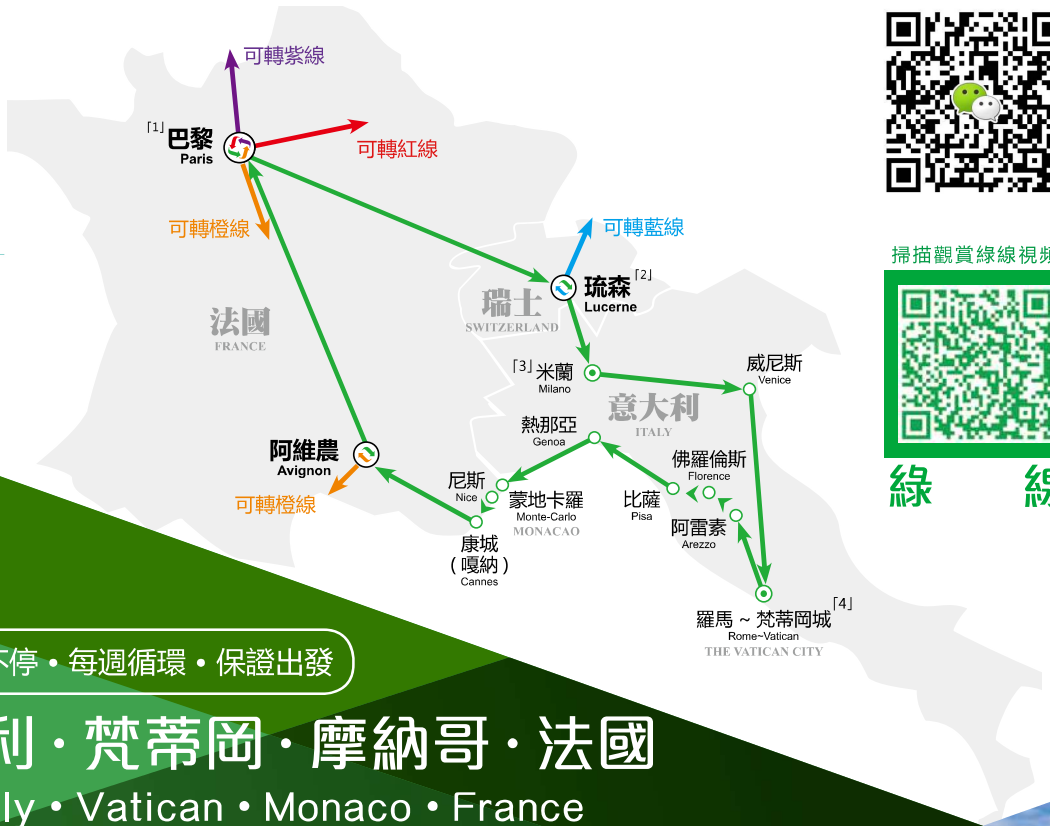 可轉紫線
「1」
巴黎
Paris
可轉紅線
可轉橙線
可轉藍線
掃描觀賞綠線視頻
琉森「2」
Lucerne
瑞士
SWITZERLAND
法國
FRANCE
「3」米蘭
Milano
威尼斯
Venice
意大利
ITALY
熱那亞
Genoa
阿維農
Avignon
可轉橙線
佛羅倫斯
Florence
尼斯
Nice
蒙地卡羅
Monte-Carlo
MONACAO
比薩
Pisa
阿雷素
Arezzo
康城
(嘎納)
Cannes
綠 線
羅馬 ~ 梵蒂岡城「4」
Rome~Vatican
THE VATICAN CITY
不停・每週循環・保證出發
利·梵蒂岡·摩納哥·法國
ly • Vatican • Monaco • France